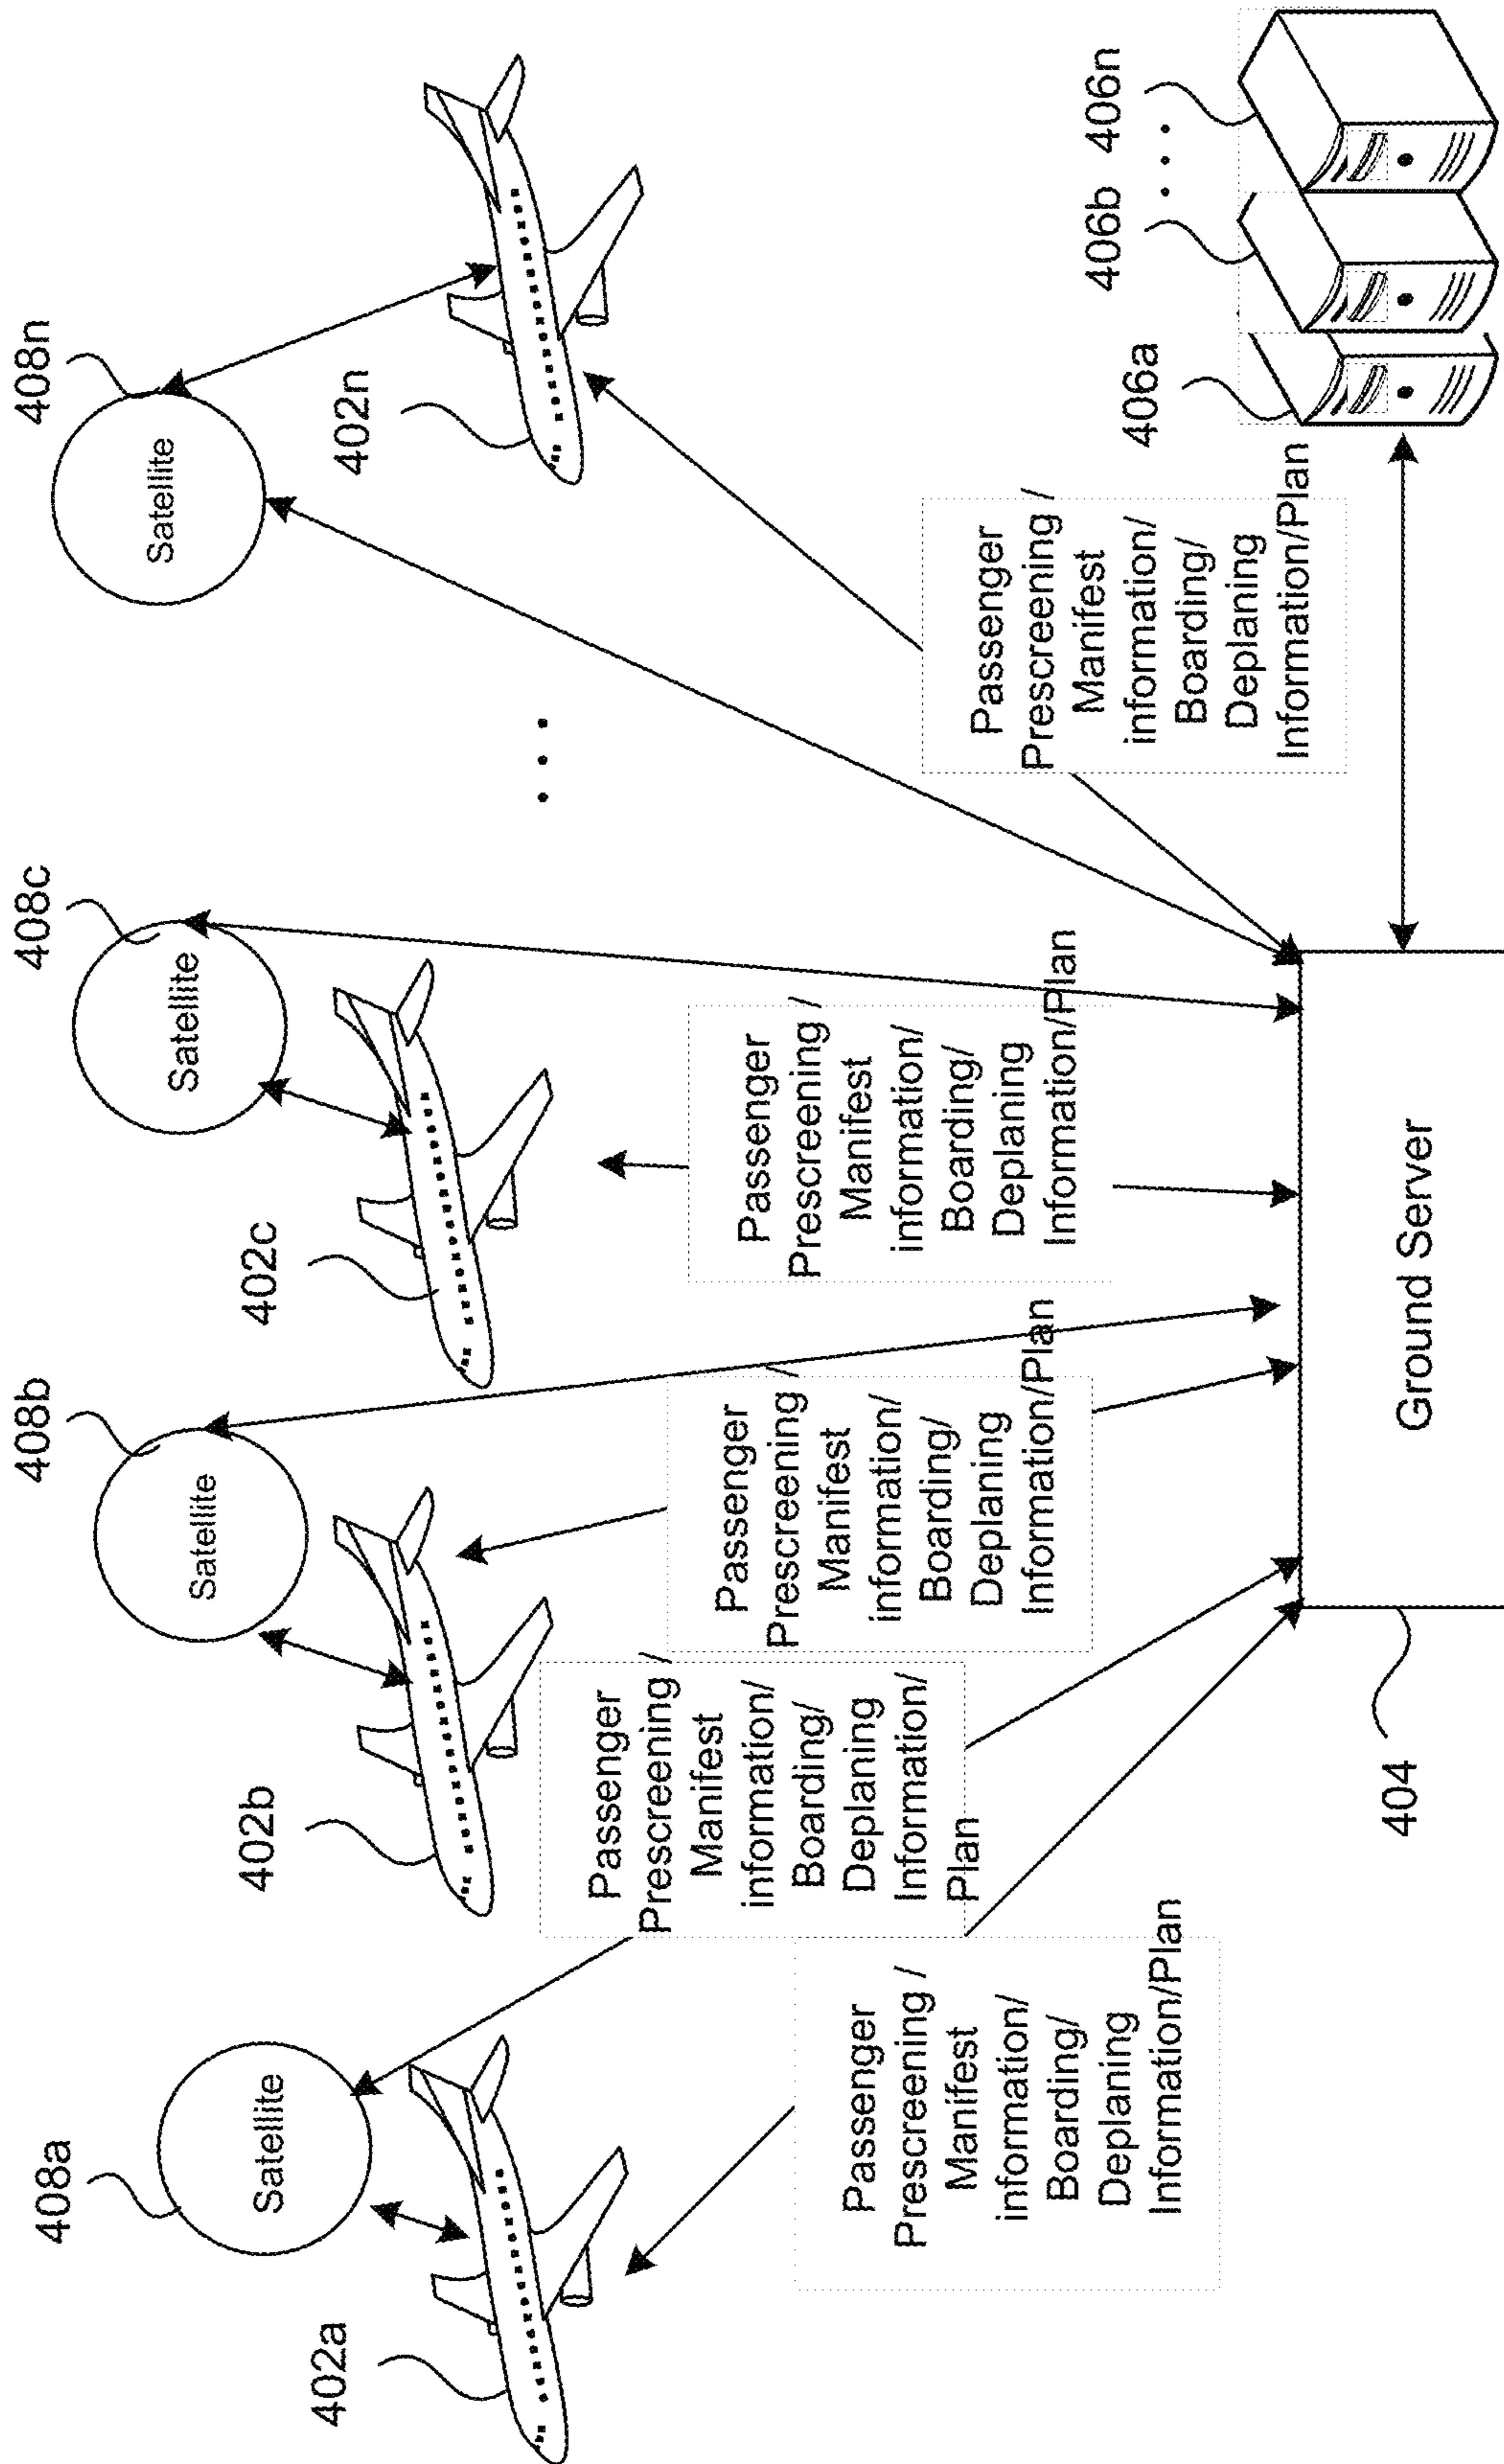 408a
Satellite
402a
Passenger
Prescreening /
Manifest
information/
Boarding/
Deplaning
Information/Plan
Passenger
Prescreening /
Manifest
information/
Boarding/
Deplaning
Information/
Plan
408b
Satellite
402b
Passenger
Prescreening /
Manifest
information/
Boarding/
Deplaning
Information/Plan
408c
Satellite
402c
Passenger
Prescreening /
Manifest
information/
Boarding/
Deplaning
Information/Plan
. . .
408n
Satellite
402n
Passenger
Prescreening /
Manifest
information/
Boarding/
Deplaning
Information/Plan
406a
406b
. . .
406n
404
Ground Server